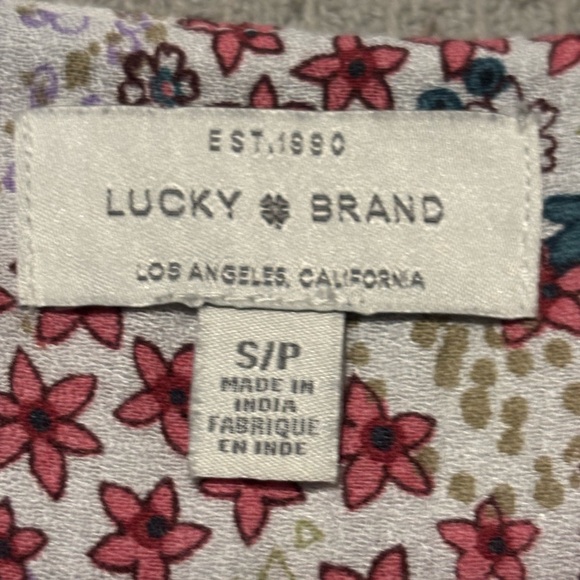 EST.1990
LUCKY BRAND
LOS ANGELES, CALIFORNIA
S/P
MADE IN
INDIA
FABRIQUE
EN INDE